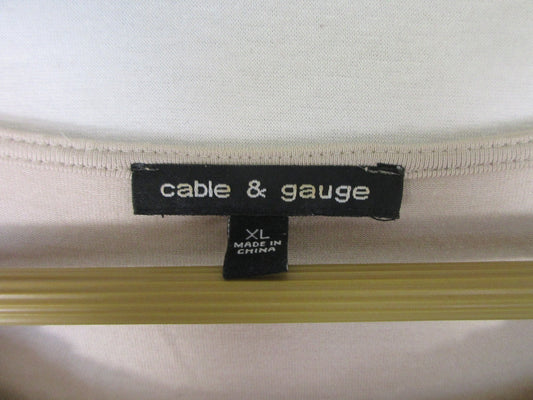 cable & gauge
XL
MADE IN
CHINA